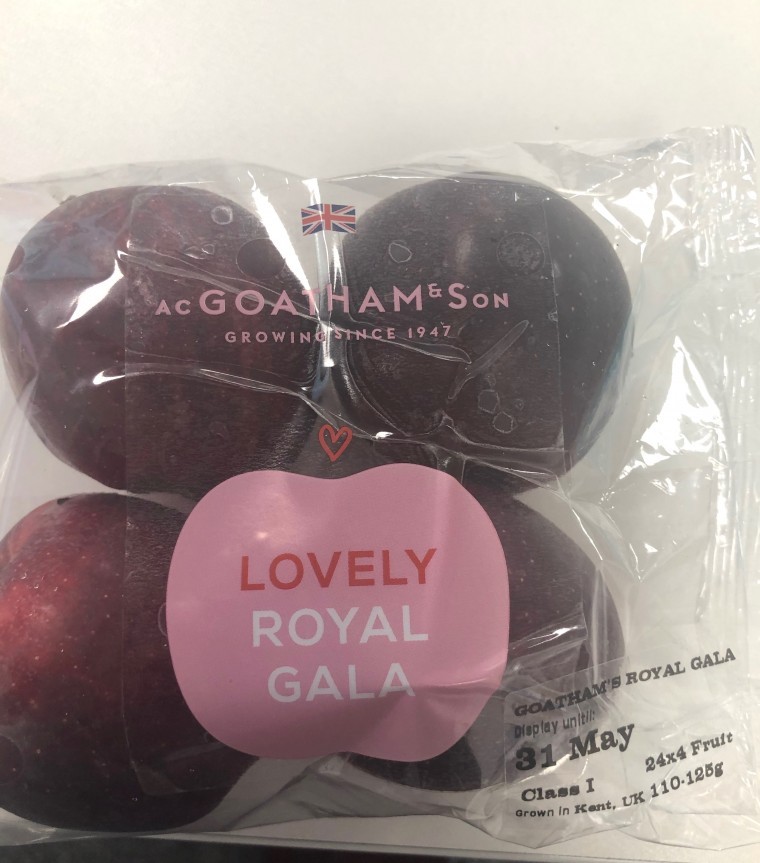 AC GOATHAM & SON
GROWING SINCE 1947
LOVELY
ROYAL
GALA
GOATHAM'S ROYAL GALA
Display unitil:
31 May
Class I 24x4 Fruit
Grown in Kent, UK 110-125g